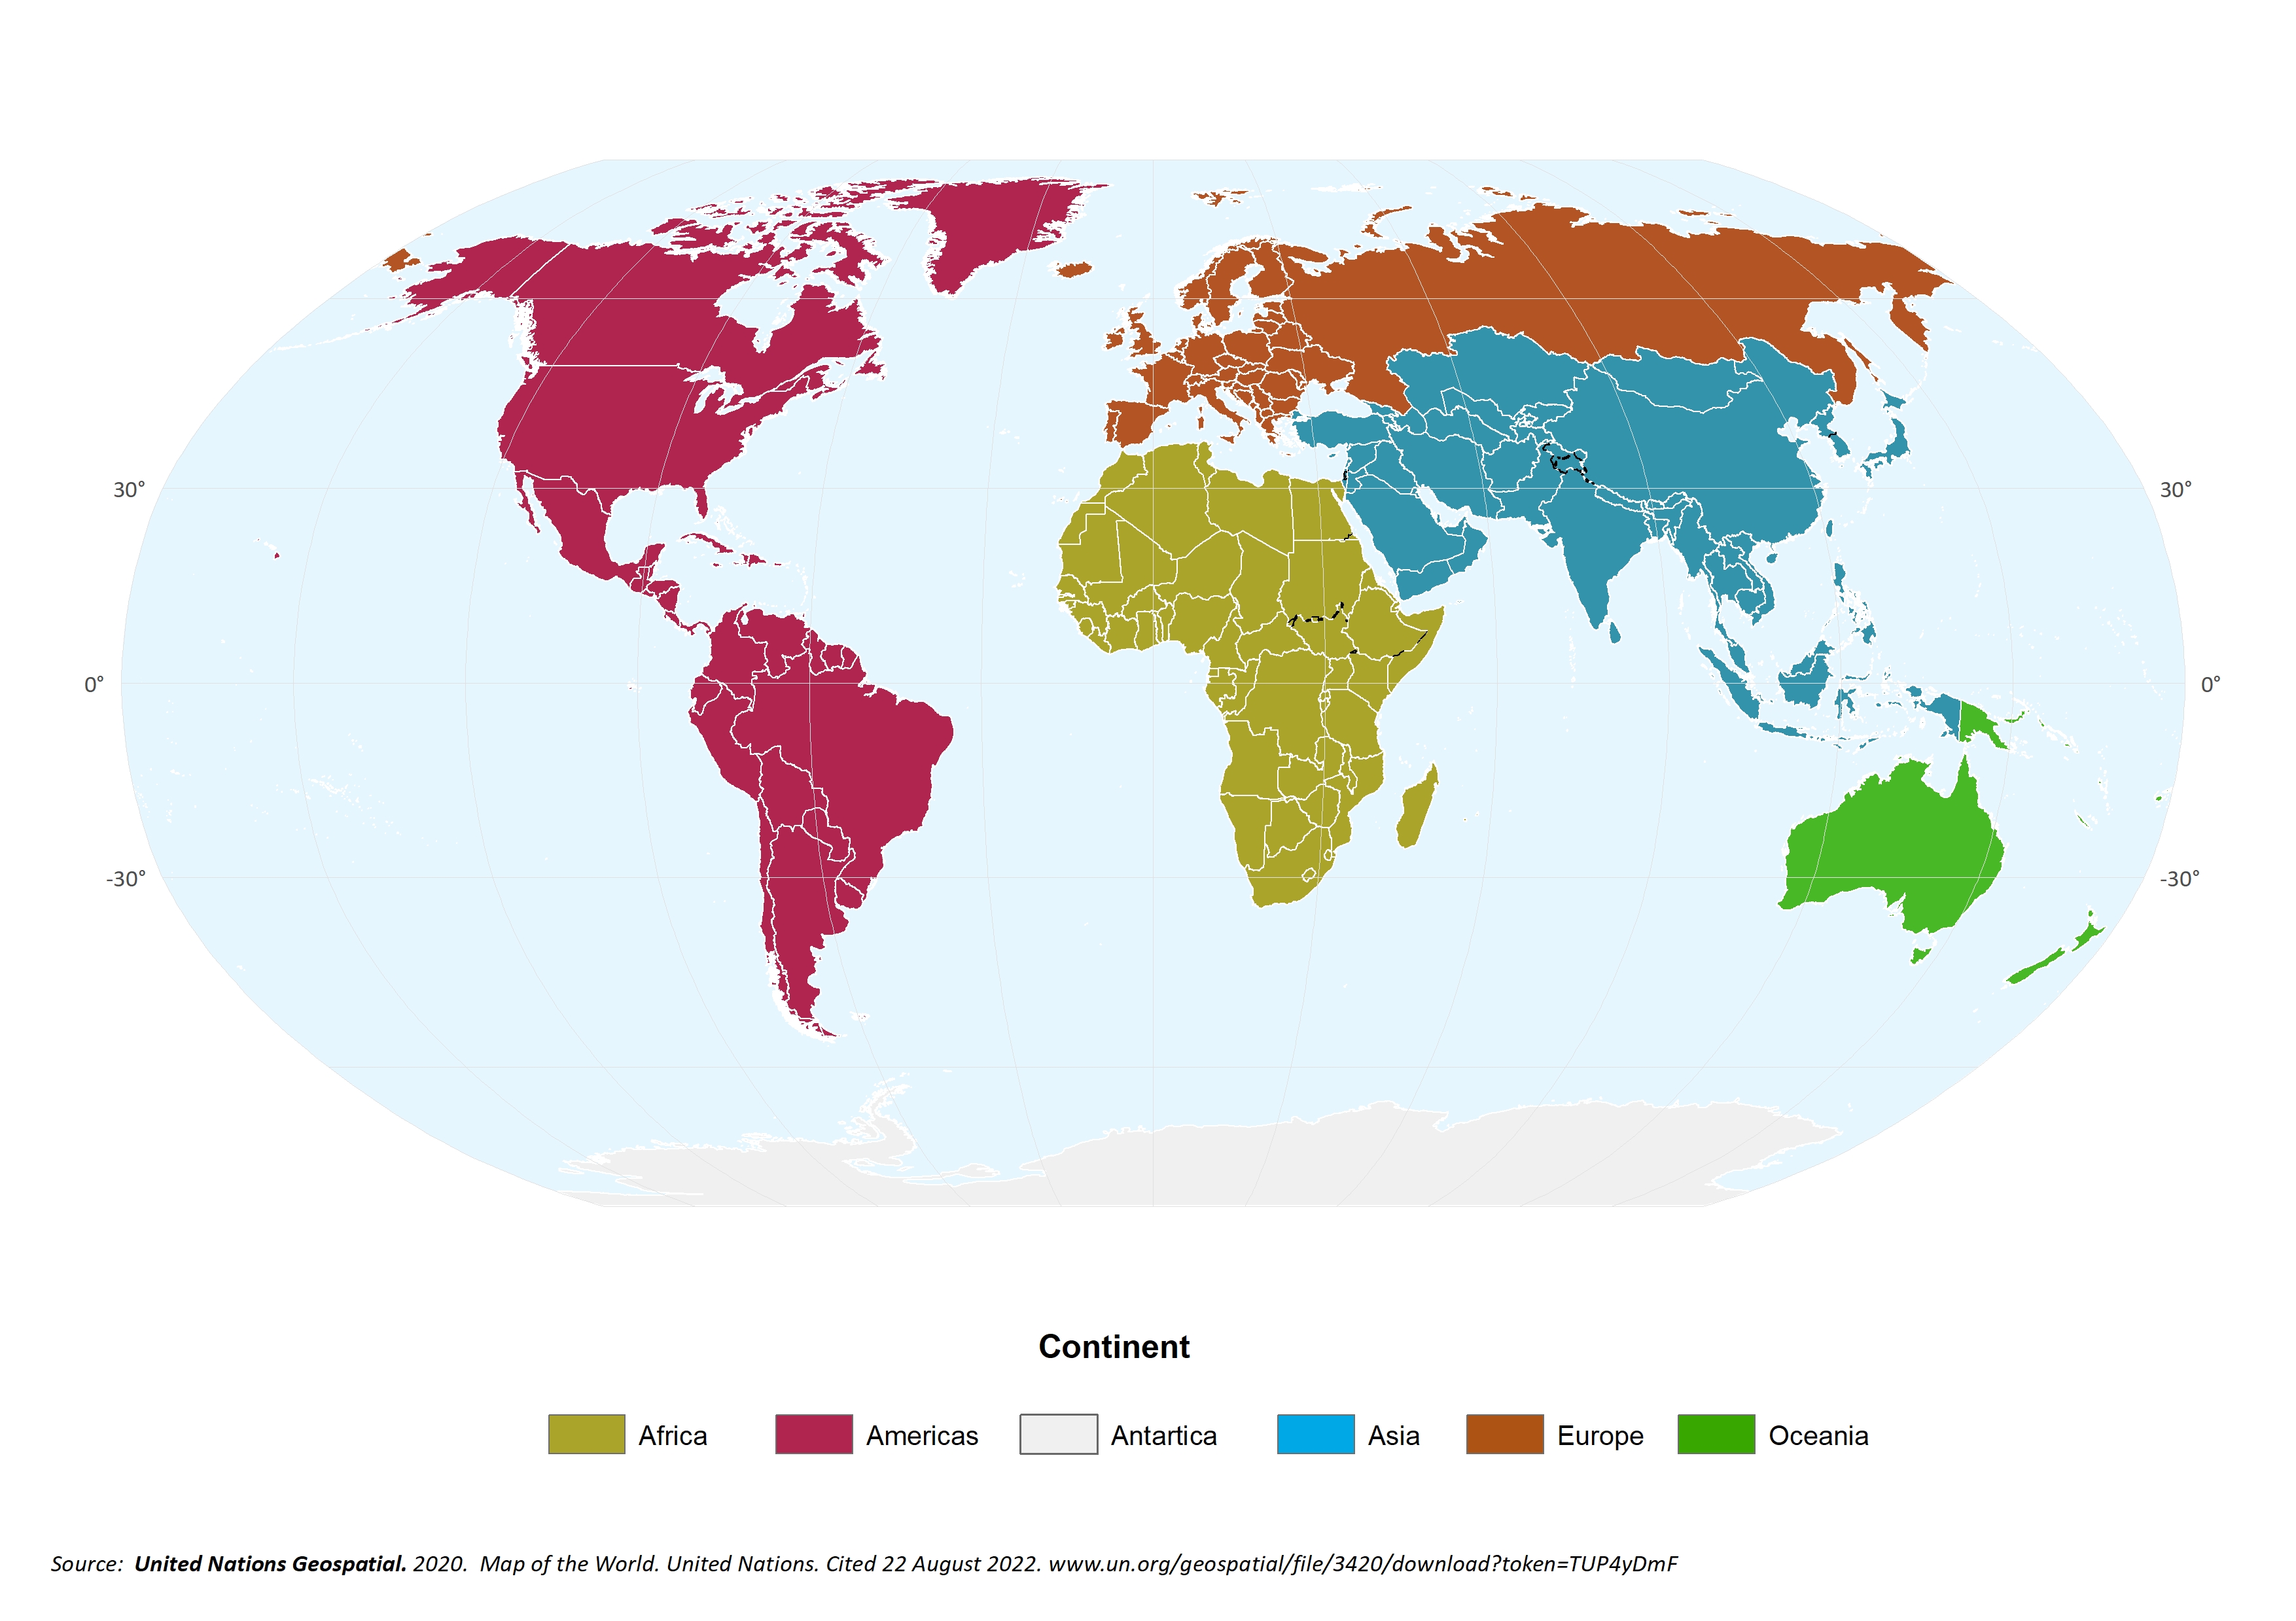 30°
30°
0°
0°
-30°
-30°
Continent
Africa
Americas
Antartica
Asia
Europe
Oceania
Source:  United Nations Geospatial. 2020.  Map of the World. United Nations. Cited 22 August 2022. www.un.org/geospatial/file/3420/download?token=TUP4yDmF